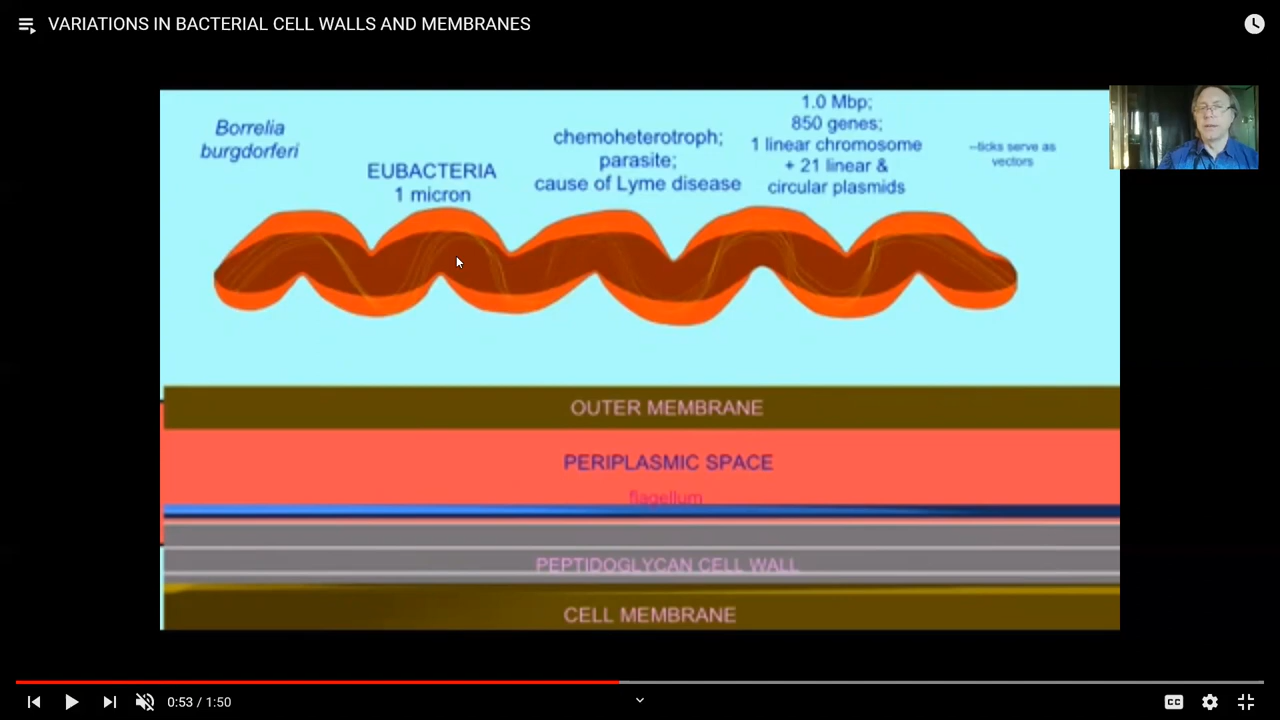 VARIATIONS IN BACTERIAL CELL WALLS AND MEMBRANES
Borrelia
burgdorferi
EUBACTERIA
1 micron
chemoheterotroph;
parasite;
cause of Lyme disease
1.0 Mbp;
850 genes;
1 linear chromosome
+ 21 linear &
circular plasmids
--ticks serve as
vectors
OUTER MEMBRANE
PERIPLASMIC SPACE
flagellum
PEPTIDOGLYCAN CELL WALL
CELL MEMBRANE
0:53 / 1:50
CC